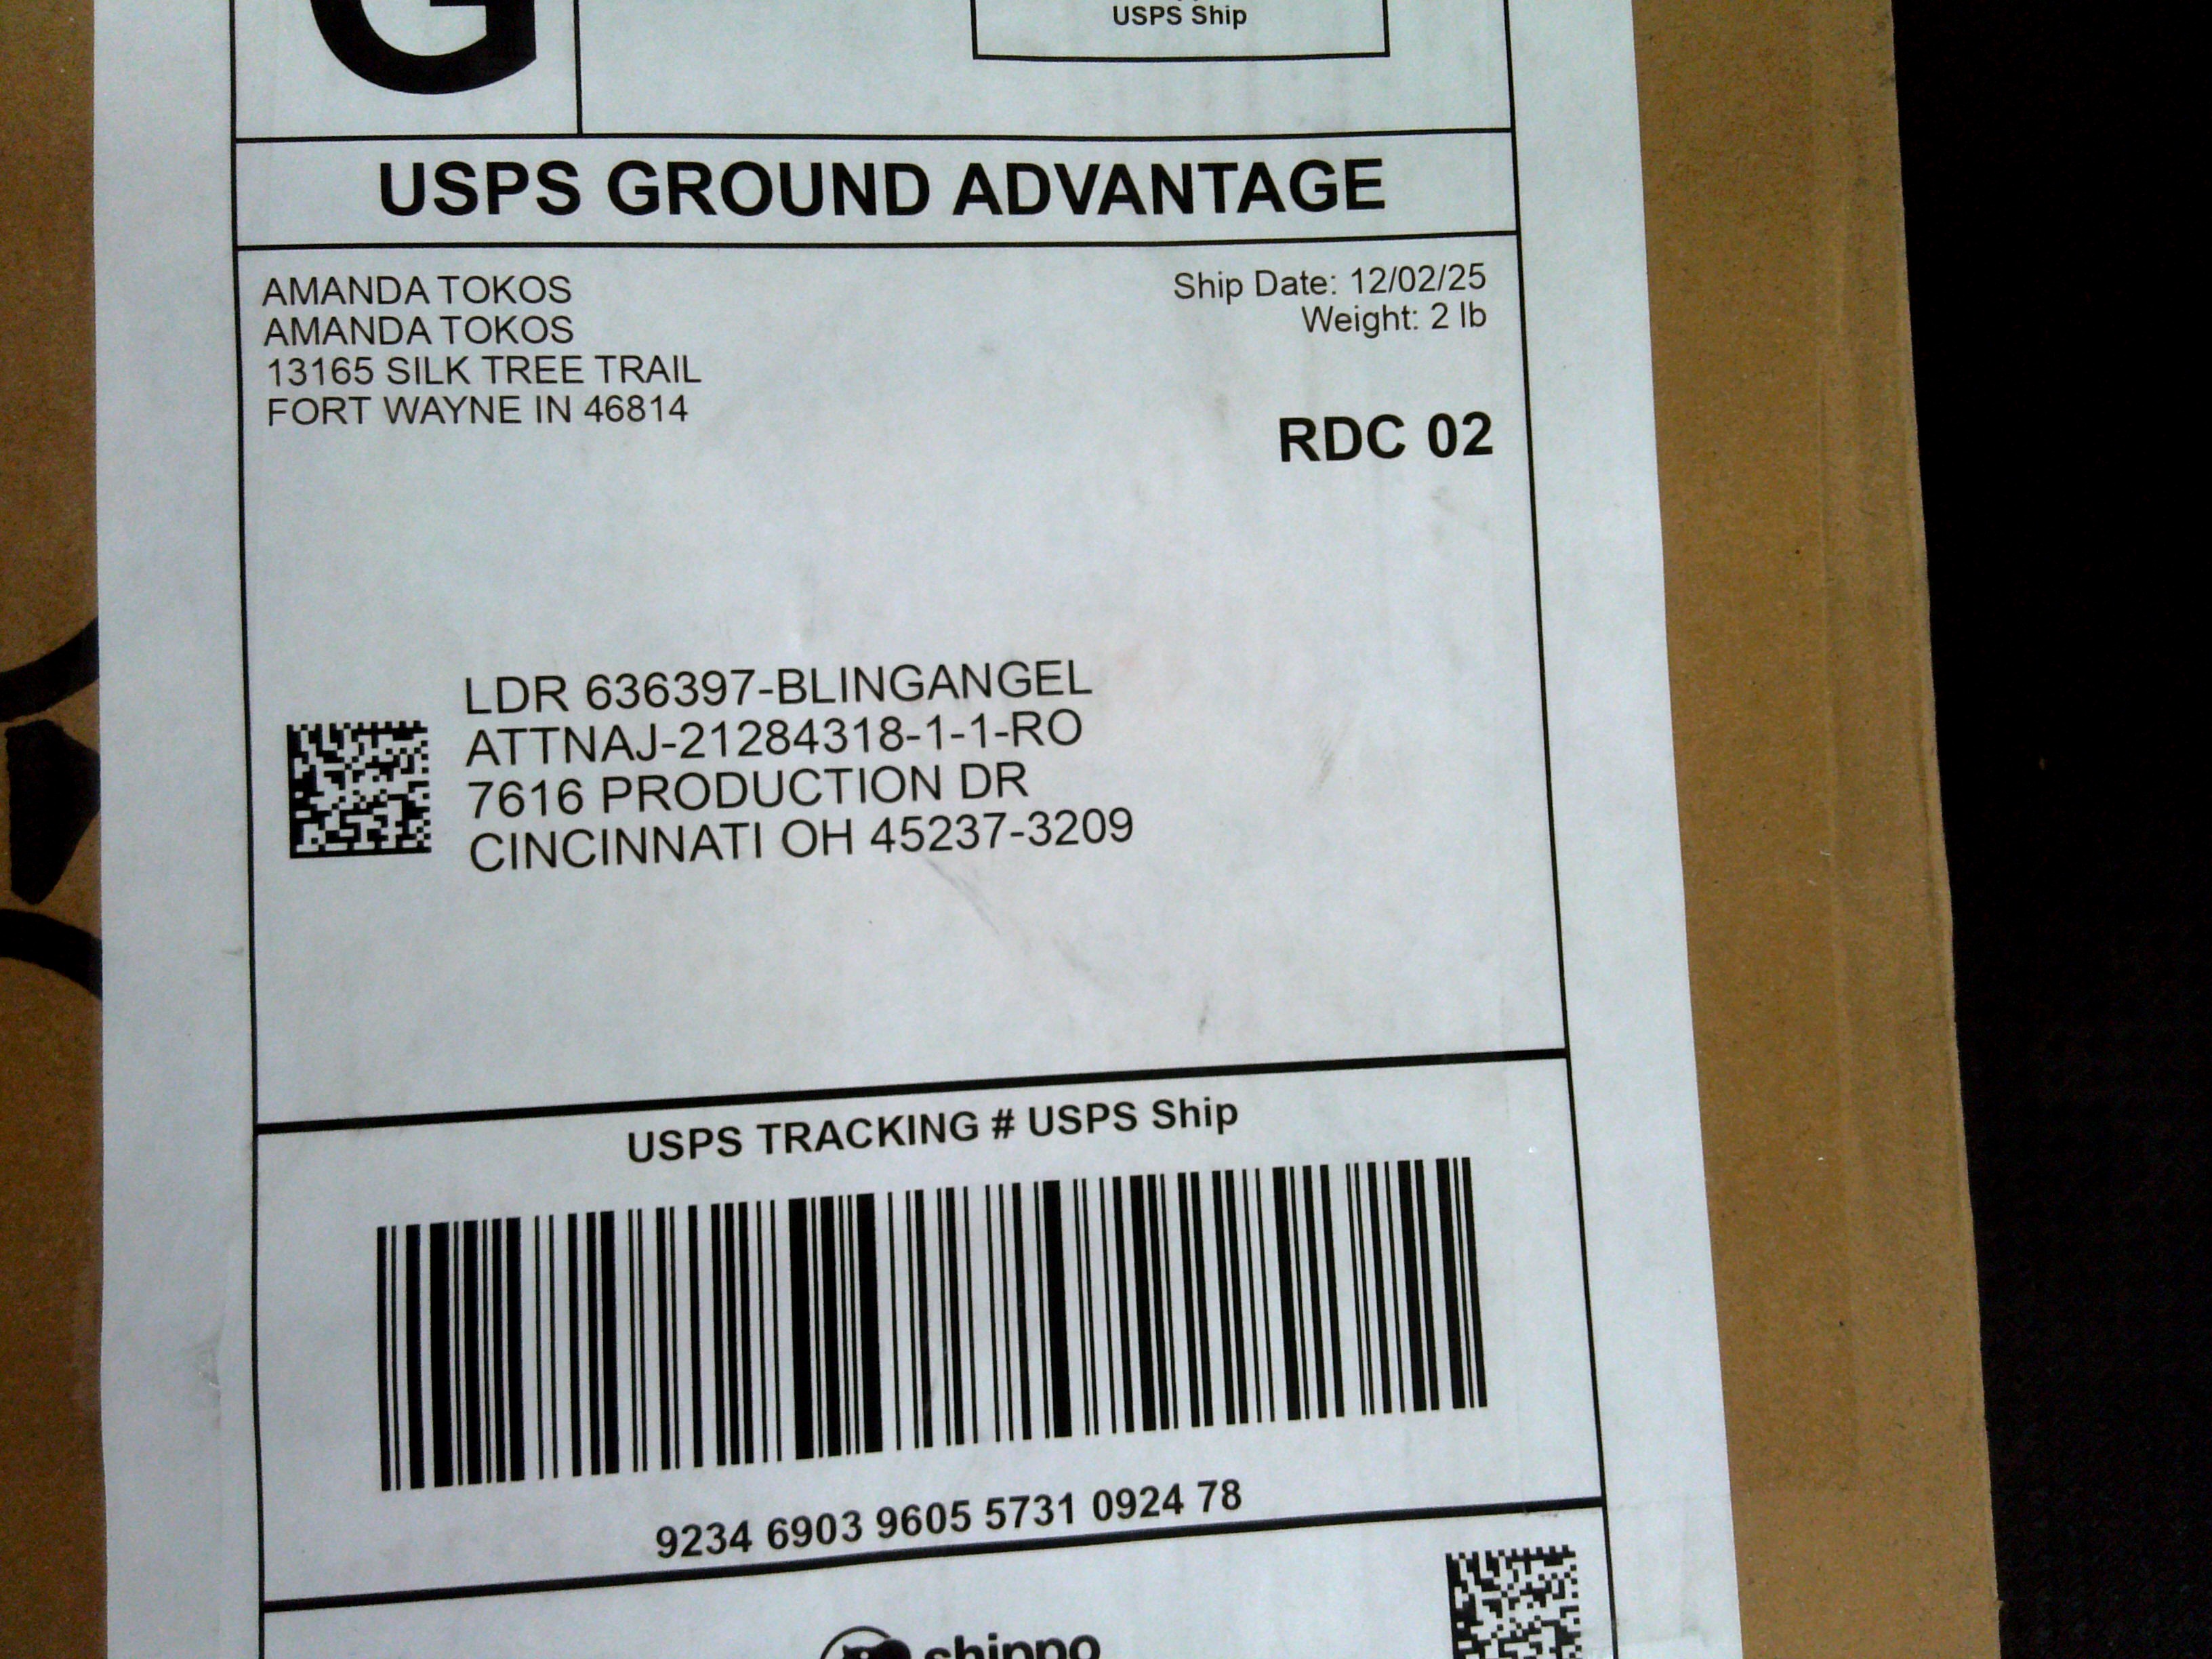 G
USPS Ship
USPS GROUND ADVANTAGE
AMANDA TOKOS
AMANDA TOKOS
13165 SILK TREE TRAIL
FORT WAYNE IN 46814
Ship Date: 12/02/25
Weight: 2 lb
RDC 02
LDR 636397-BLINGANGEL
ATTNAJ-21284318-1-1-RO
7616 PRODUCTION DR
CINCINNATI OH 45237-3209
USPS TRACKING # USPS Ship
9234 6903 9605 5731 0924 78
shippo